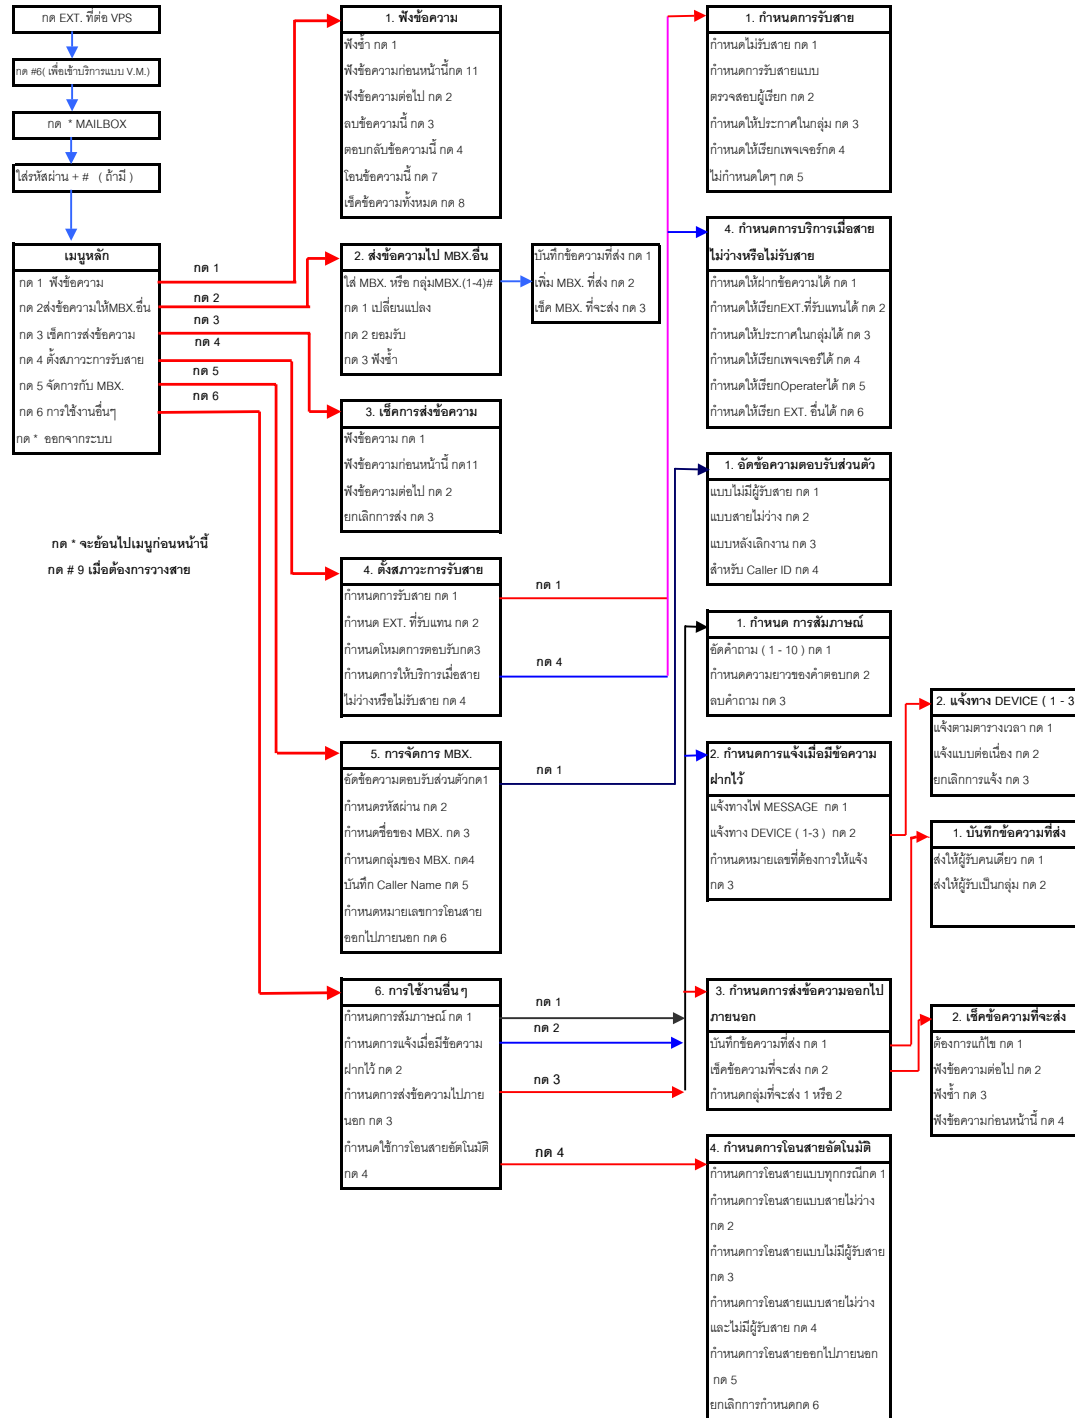 กด EXT. ที่ต่อ VPS
กด #6( เพื่อเข้าบริการแบบ V.M.)
กด * MAILBOX
ใส่รหัสผ่าน + # ( ถ้ามี )
เมนูหลัก
กด 1 ฟังข้อความ
กด 2ส่งข้อความให้MBX.อื่น
กด 3 เช็คการส่งข้อความ
กด 4 ตั้งสภาวะการรับสาย
กด 5 จัดการกับ MBX.
กด 6 การใช้งานอื่นๆ
กด * ออกจากระบบ
กด 1
กด 2
กด 3
กด 4
กด 5
กด 6
กด * จะย้อนไปเมนูก่อนหน้านี้
กด # 9 เมื่อต้องการวางสาย
1. ฟังข้อความ
ฟังซ้ำ กด 1
ฟังข้อความก่อนหน้านี้กด 11
ฟังข้อความต่อไป กด 2
ลบข้อความนี้ กด 3
ตอบกลับข้อความนี้ กด 4
โอนข้อความนี้ กด 7
เช็คข้อความทั้งหมด กด 8
2. ส่งข้อความไป MBX.อื่น
ใส่ MBX. หรือ กลุ่มMBX.(1-4)#
กด 1 เปลี่ยนแปลง
กด 2 ยอมรับ
กด 3 ฟังซ้ำ
บันทึกข้อความที่ส่ง กด 1
เพิ่ม MBX. ที่ส่ง กด 2
เช็ค MBX. ที่จะส่ง กด 3
3. เช็คการส่งข้อความ
ฟังข้อความ กด 1
ฟังข้อความก่อนหน้านี้ กด11
ฟังข้อความต่อไป กด 2
ยกเลิกการส่ง กด 3
4. ตั้งสภาวะการรับสาย
กำหนดการรับสาย กด 1
กำหนด EXT. ที่รับแทน กด 2
กำหนดโหมดการตอบรับกด3
กำหนดการให้บริการเมื่อสาย
ไม่ว่างหรือไม่รับสาย กด 4
กด 1
กด 4
5. การจัดการ MBX.
อัดข้อความตอบรับส่วนตัวกด1
กำหนดรหัสผ่าน กด 2
กำหนดชื่อของ MBX. กด 3
กำหนดกลุ่มของ MBX. กด4
บันทึก Caller Name กด 5
กำหนดหมายเลขการโอนสาย
ออกไปภายนอก กด 6
กด 1
6. การใช้งานอื่นๆ
กำหนดการสัมภาษณ์ กด 1
กำหนดการแจ้งเมื่อมีข้อความ
ฝากไว้ กด 2
กำหนดการส่งข้อความไปภาย
นอก กด 3
กำหนดใช้การโอนสายอัตโนมัติ
กด 4
กด 1
กด 2
กด 3
กด 4
1. กำหนดการรับสาย
กำหนดไม่รับสาย กด 1
กำหนดการรับสายแบบ
ตรวจสอบผู้เรียก กด 2
กำหนดให้ประกาศในกลุ่ม กด 3
กำหนดให้เรียกเพจเจอร์กด 4
ไม่กำหนดใดๆ กด 5
4. กำหนดการบริการเมื่อสาย
ไม่ว่างหรือไม่รับสาย
กำหนดให้ฝากข้อความได้ กด 1
กำหนดให้เรียกEXT.ที่รับแทนได้ กด 2
กำหนดให้ประกาศในกลุ่มได้ กด 3
กำหนดให้เรียกเพจเจอร์ได้ กด 4
กำหนดให้เรียกOperaterได้ กด 5
กำหนดให้เรียก EXT. อื่นได้ กด 6
1. อัดข้อความตอบรับส่วนตัว
แบบไม่มีผู้รับสาย กด 1
แบบสายไม่ว่าง กด 2
แบบหลังเลิกงาน กด 3
สำหรับ Caller ID กด 4
1. กำหนด การสัมภาษณ์
อัดคำถาม ( 1 - 10 ) กด 1
กำหนดความยาวของคำตอบกด 2
ลบคำถาม กด 3
2. กำหนดการแจ้งเมื่อมีข้อความ
ฝากไว้
แจ้งทางไฟ MESSAGE กด 1
แจ้งทาง DEVICE ( 1-3 ) กด 2
กำหนดหมายเลขที่ต้องการให้แจ้ง
กด 3
3. กำหนดการส่งข้อความออกไป
ภายนอก
บันทึกข้อความที่ส่ง กด 1
เช็คข้อความที่จะส่ง กด 2
กำหนดกลุ่มที่จะส่ง 1 หรือ 2
4. กำหนดการโอนสายอัตโนมัติ
กำหนดการโอนสายแบบทุกกรณีกด 1
กำหนดการโอนสายแบบสายไม่ว่าง
กด 2
กำหนดการโอนสายแบบไม่มีผู้รับสาย
กด 3
กำหนดการโอนสายแบบสายไม่ว่าง
และไม่มีผู้รับสาย กด 4
กำหนดการโอนสายออกไปภายนอก
กด 5
ยกเลิกการกำหนดกด 6
2. แจ้งทาง DEVICE ( 1 - 3
แจ้งตามตารางเวลา กด 1
แจ้งแบบต่อเนื่อง กด 2
ยกเลิกการแจ้ง กด 3
1. บันทึกข้อความที่ส่ง
ส่งให้ผู้รับคนเดียว กด 1
ส่งให้ผู้รับเป็นกลุ่ม กด 2
2. เช็คข้อความที่จะส่ง
ต้องการแก้ไข กด 1
ฟังข้อความต่อไป กด 2
ฟังซ้ำ กด 3
ฟังข้อความก่อนหน้านี้ กด 4